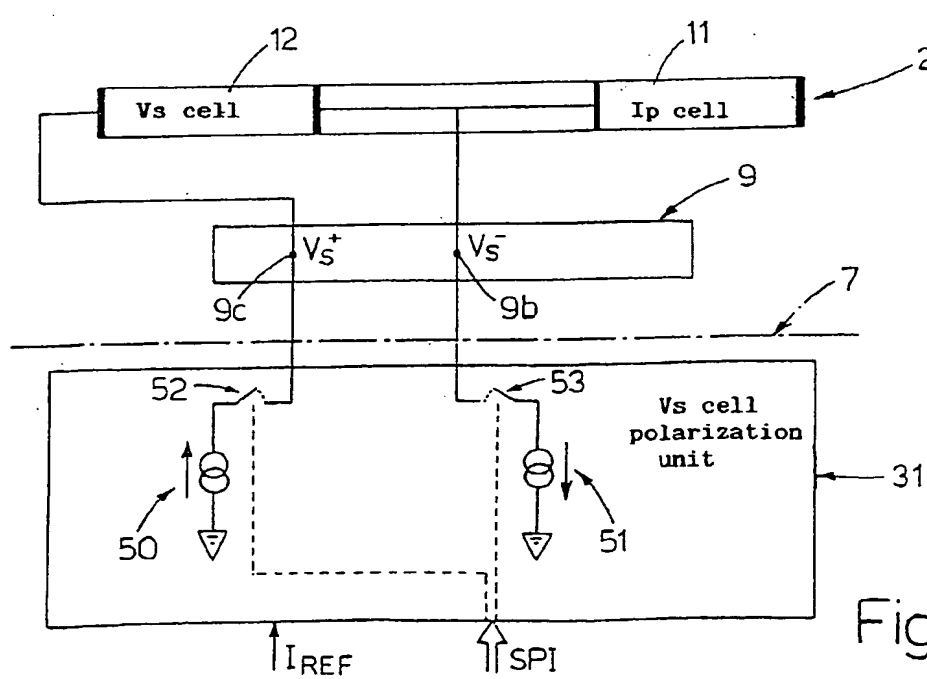 12
11
2
Vs cell
Ip cell
9
Vs+
Vs-
9c
9b
7
52
53
Vs cell
polarization
unit
31
50
51
IREF
SPI
Fig